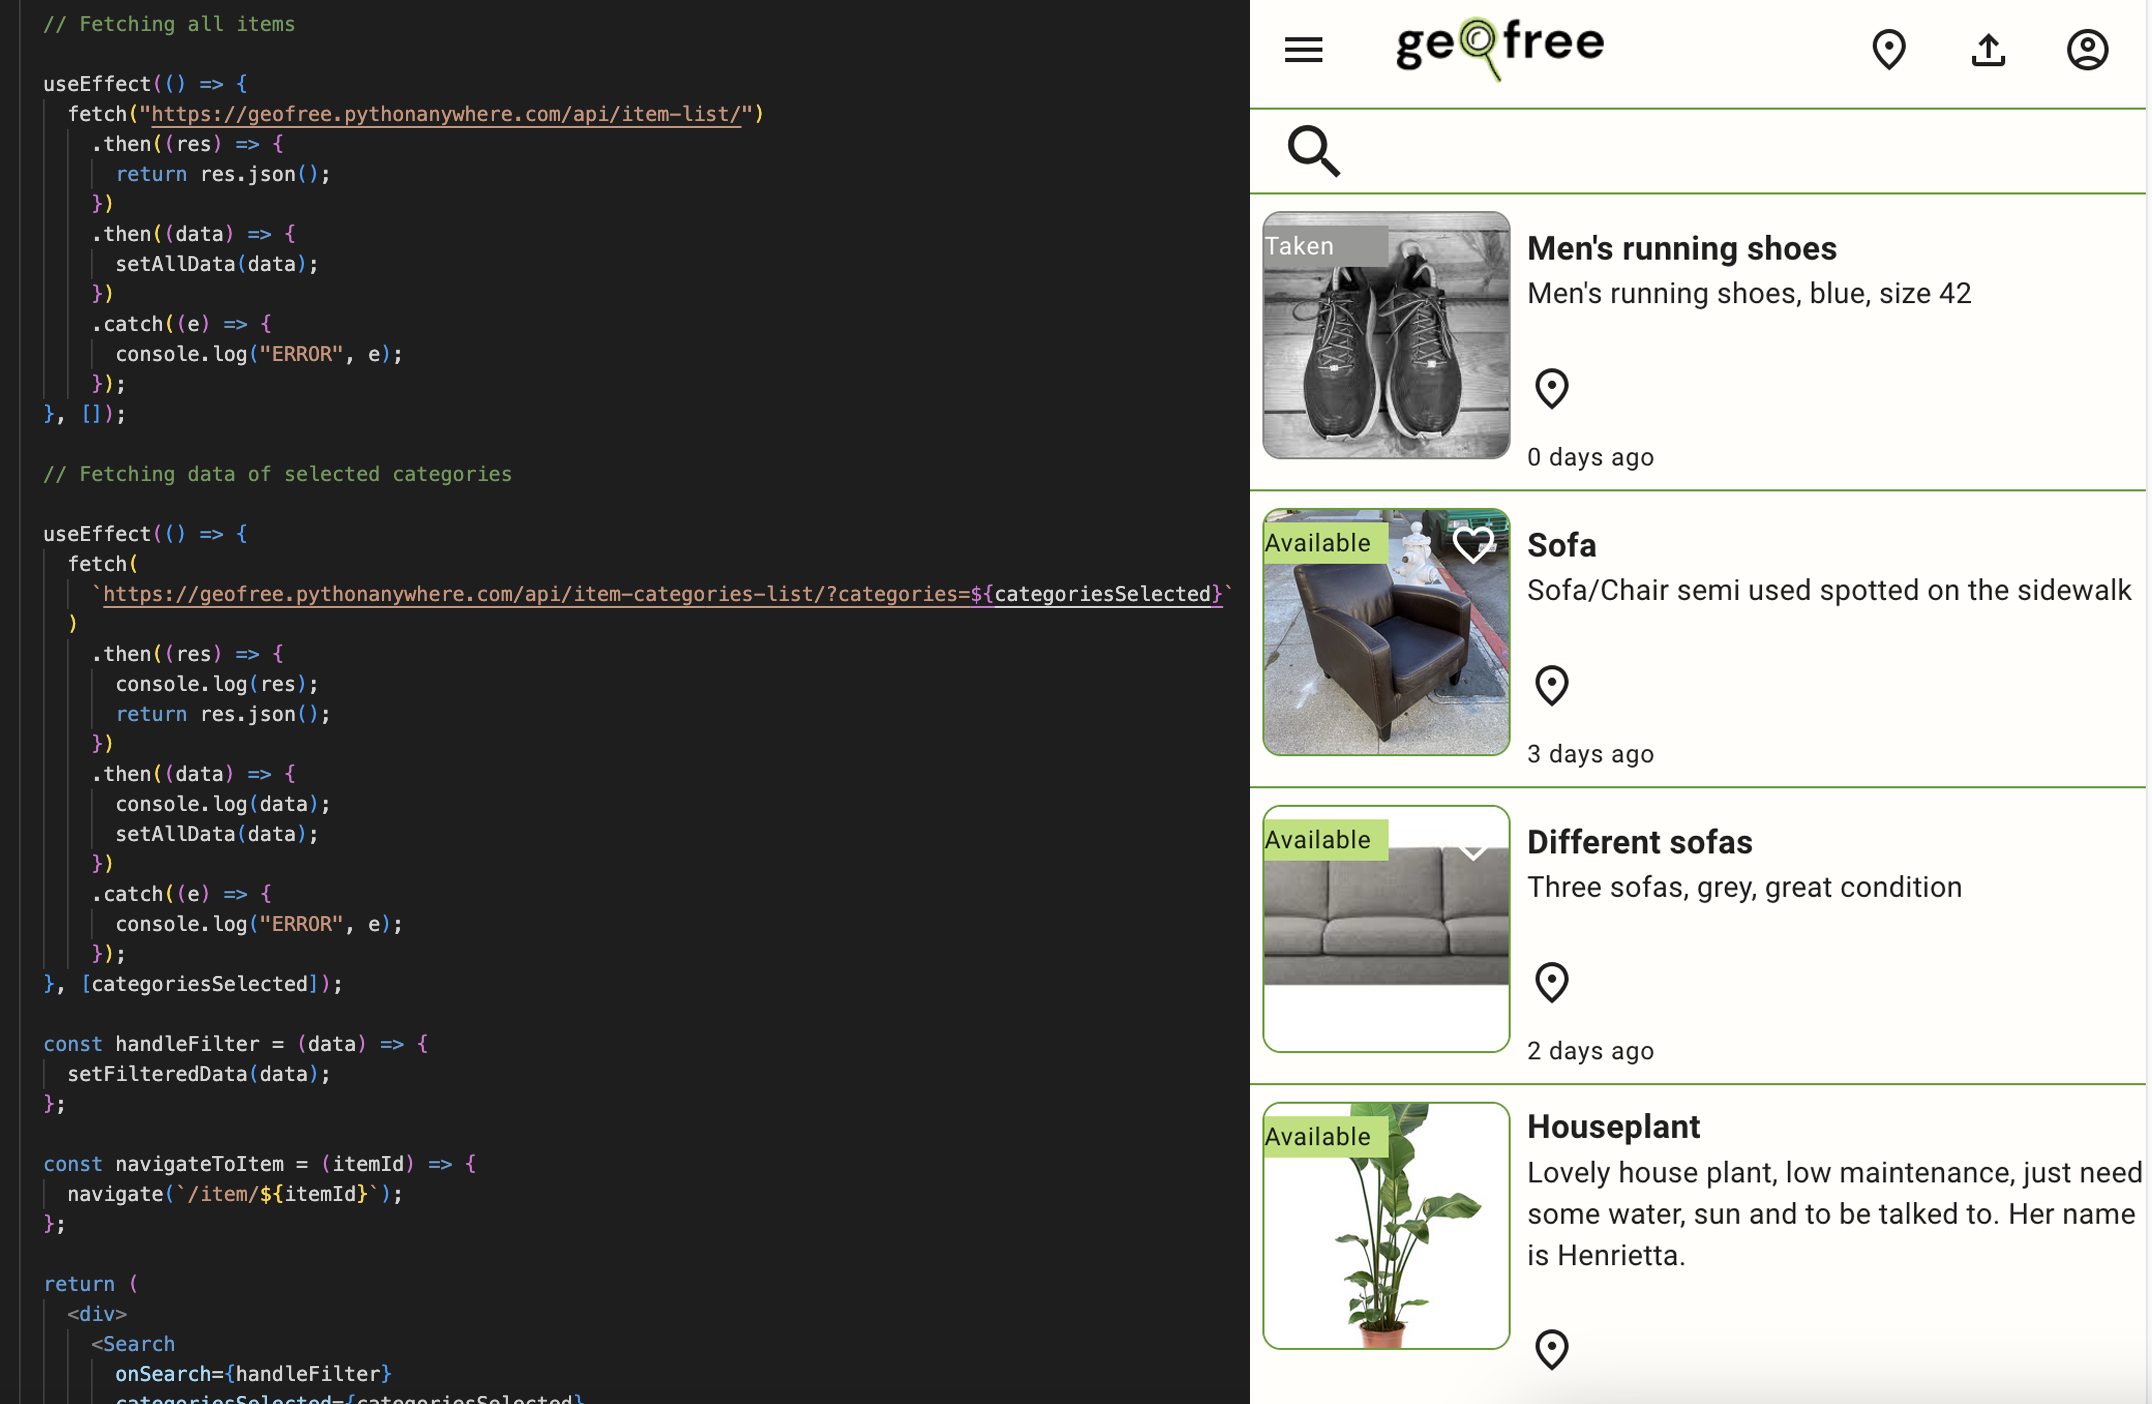 // Fetching all items
useEffect(() => {
fetch("https://geofree.pythonanywhere.com/api/item-list/")
.then((res) => {
return res.json();
})
.then((data) => {
setAllData(data);
})
.catch((e) => {
console.log("ERROR", e);
});
}, []);
// Fetching data of selected categories
useEffect(() => {
fetch(
`https://geofree.pythonanywhere.com/api/item-categories-list/?categories=${categoriesSelected}`
)
.then((res) => {
console.log(res);
return res.json();
})
.then((data) => {
console.log(data);
setAllData(data);
})
.catch((e) => {
console.log("ERROR", e);
});
}, [categoriesSelected]);
const handleFilter = (data) => {
setFilteredData(data);
};
const navigateToItem = (itemId) => {
navigate(`/item/${itemId}`);
};
return (
<div>
<Search
onSearch={handleFilter}
categoriesSelected={categoriesSelected}
geofree
Taken
Men's running shoes
Men's running shoes, blue, size 42
0 days ago
Available
Sofa
Sofa/Chair semi used spotted on the sidewalk
3 days ago
Available
Different sofas
Three sofas, grey, great condition
2 days ago
Available
Houseplant
Lovely house plant, low maintenance, just need
some water, sun and to be talked to. Her name
is Henrietta.